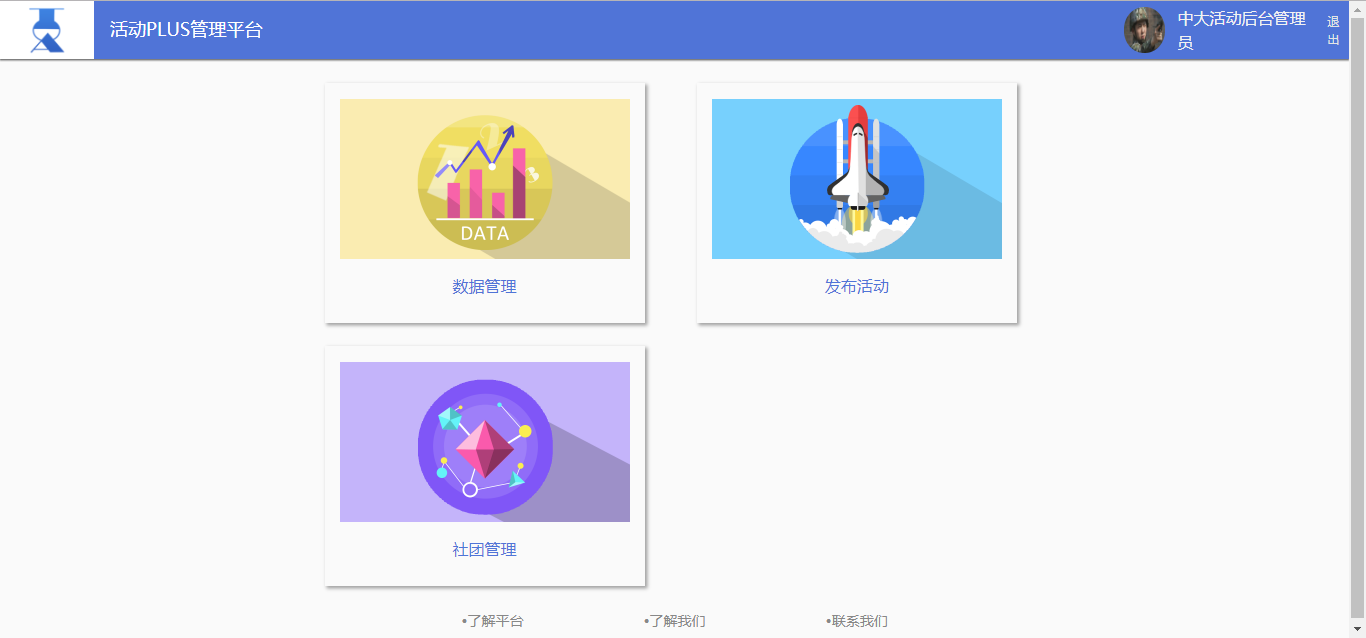 活动PLUS管理平台
中大活动后台管理
员
退
出
DATA
数据管理
发布活动
社团管理
•了解平台
•了解我们
•联系我们